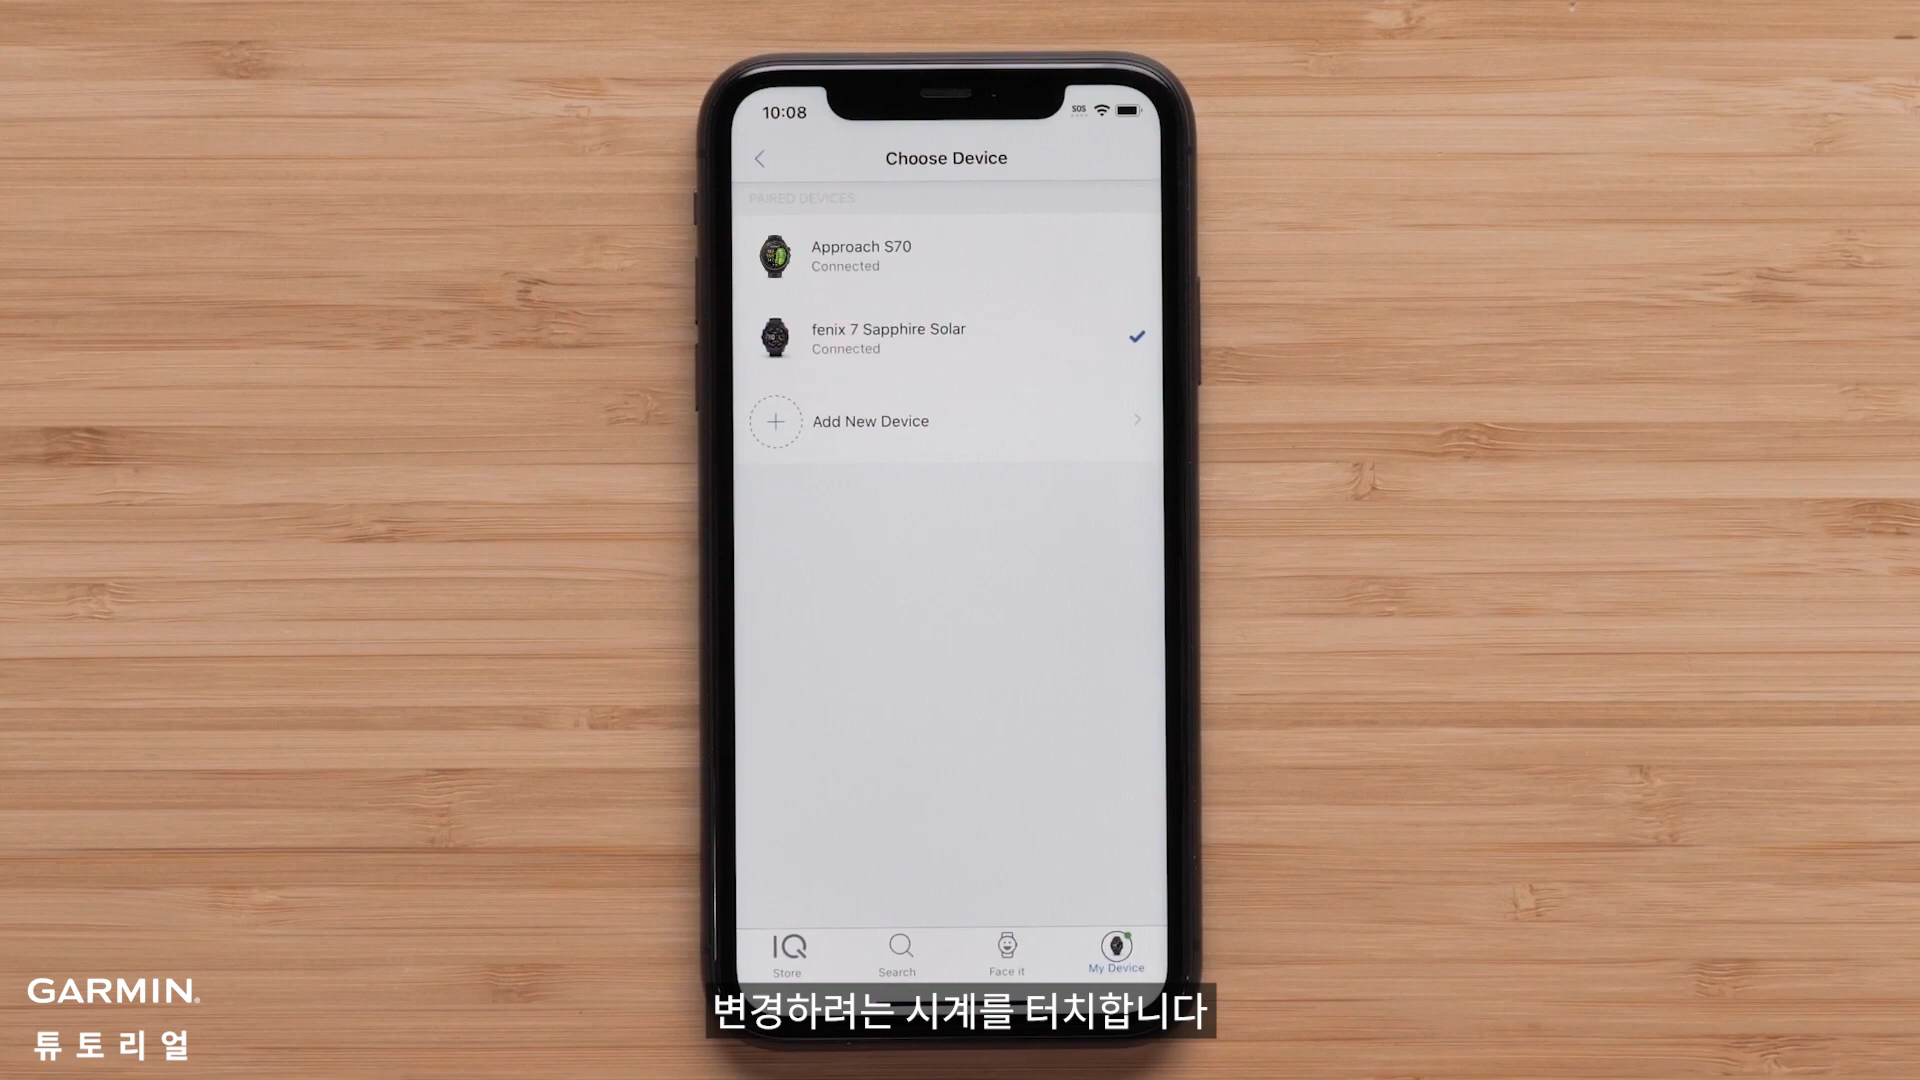 10:08
SOS
Choose Device
PAIRED DEVICES
Approach S70
Connected
fenix 7 Sapphire Solar
Connected
Add New Device
IQ
Store
Search
Face it
My Device
변경하려는 시계를 터치합니다
GARMIN
튜토리얼